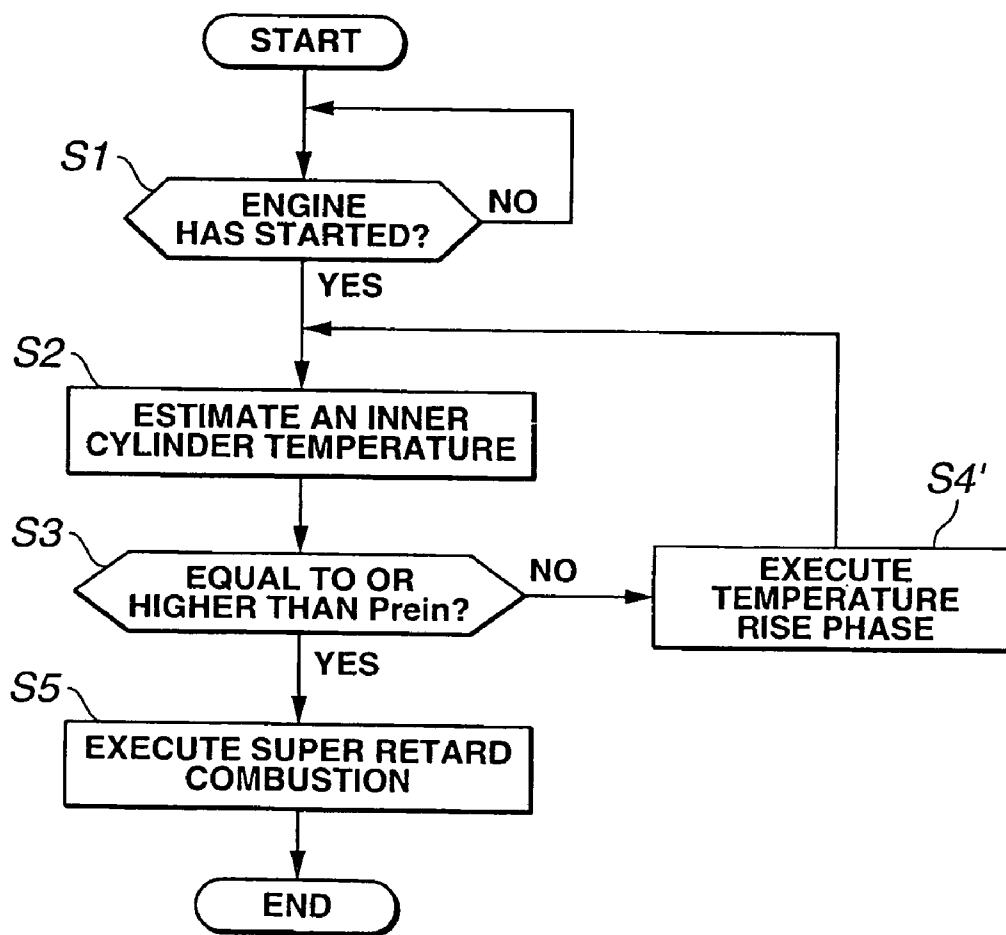 START
S1
ENGINE
HAS STARTED?
NO
YES
S2
ESTIMATE AN INNER
CYLINDER TEMPERATURE
S3
EQUAL TO OR
HIGHER THAN Prein?
NO
S4'
EXECUTE
TEMPERATURE
RISE PHASE
YES
S5
EXECUTE SUPER RETARD
COMBUSTION
END